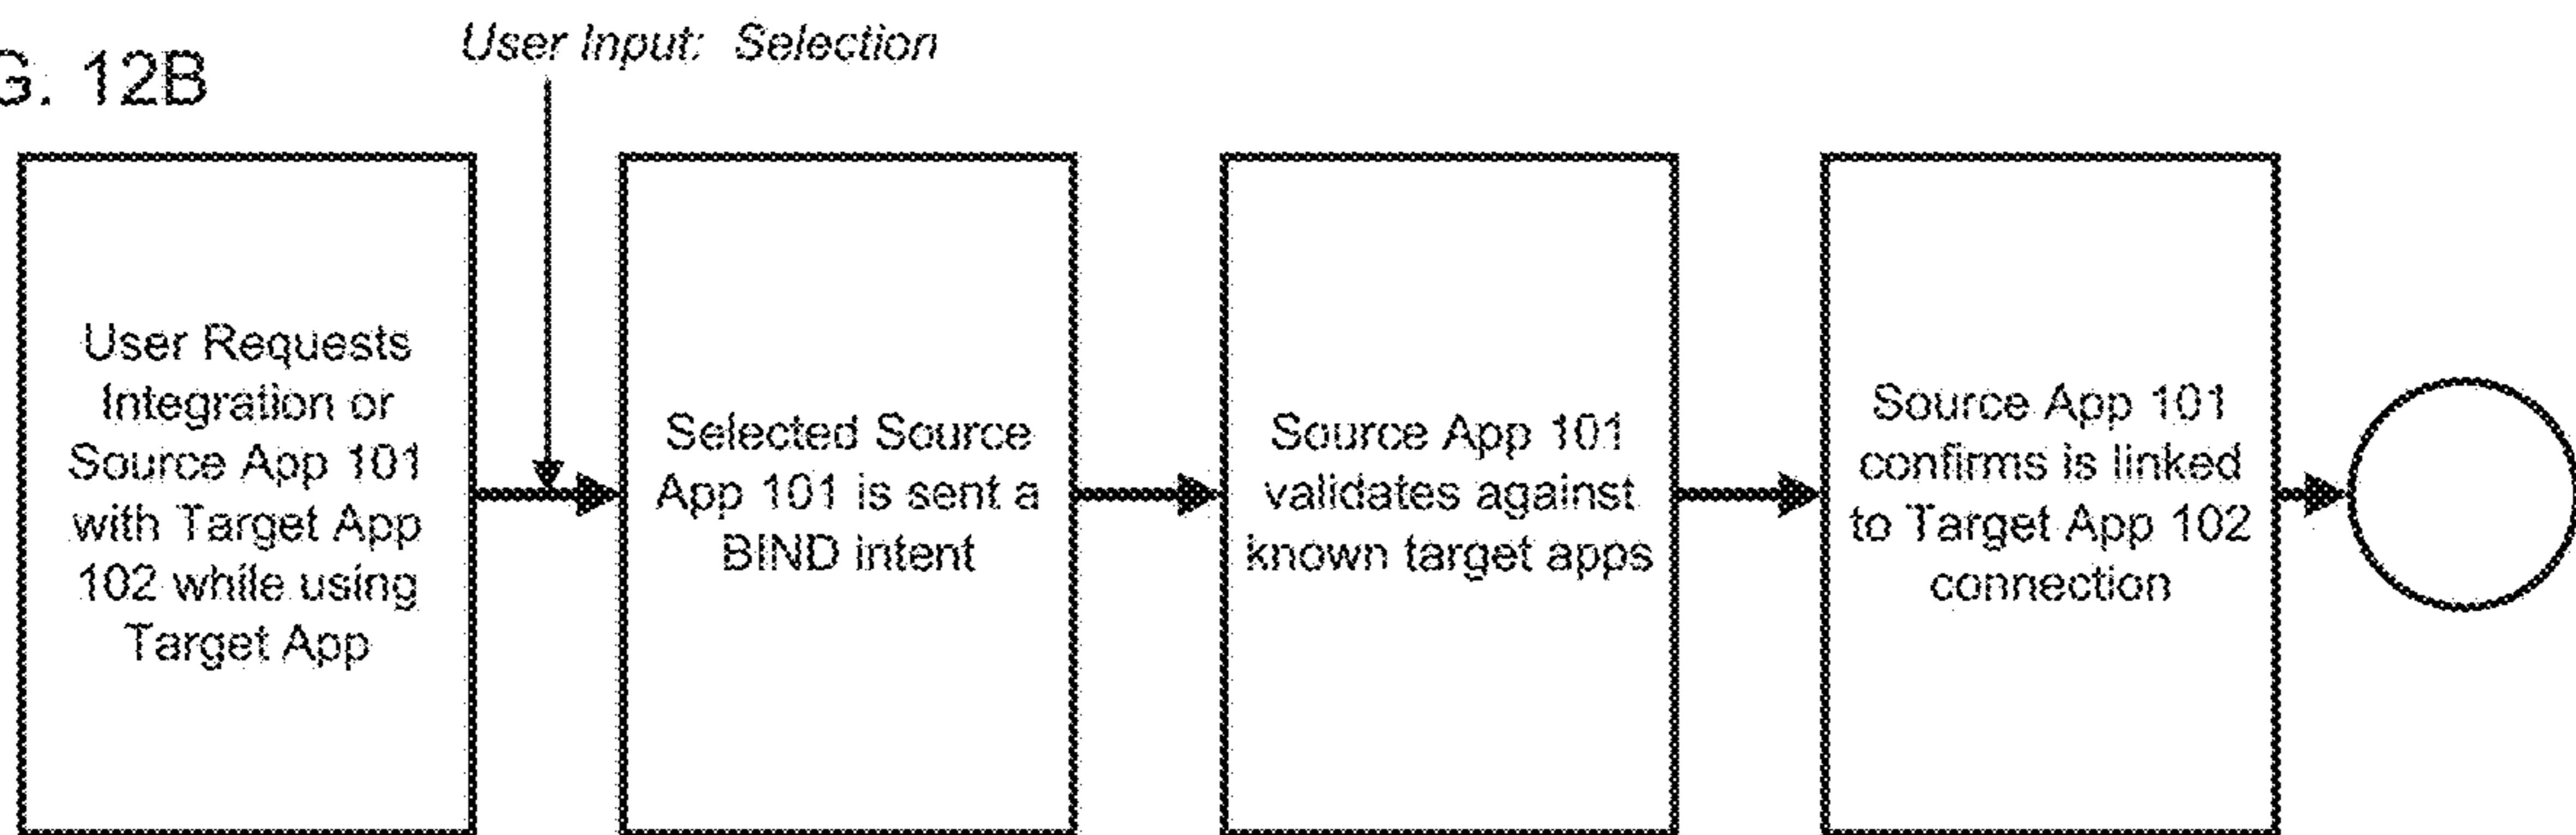 G. 12B
User Input: Selection
User Requests
Integration or
Source App 101
with Target App
102 while using
Target App
Selected Source
App 101 is sent a
BIND intent
Source App 101
validates against
known target apps
Source App 101
confirms is linked
to Target App 102
connection